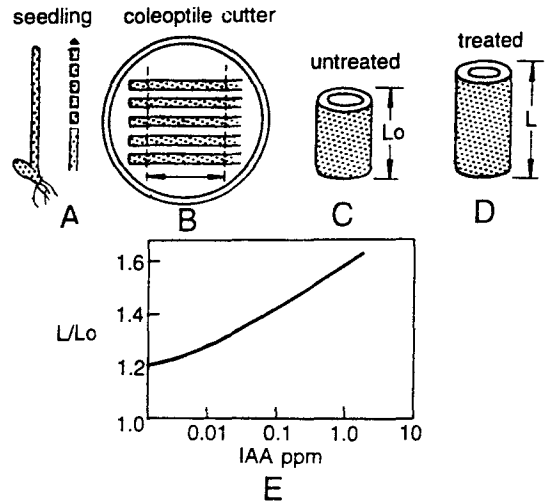 seedling
coleoptile cutter
A
B
untreated
Lo
C
treated
L
D
1.6
1.4
L/Lo
1.2
1.0
0.01 0.1 1.0 10
IAA ppm
E